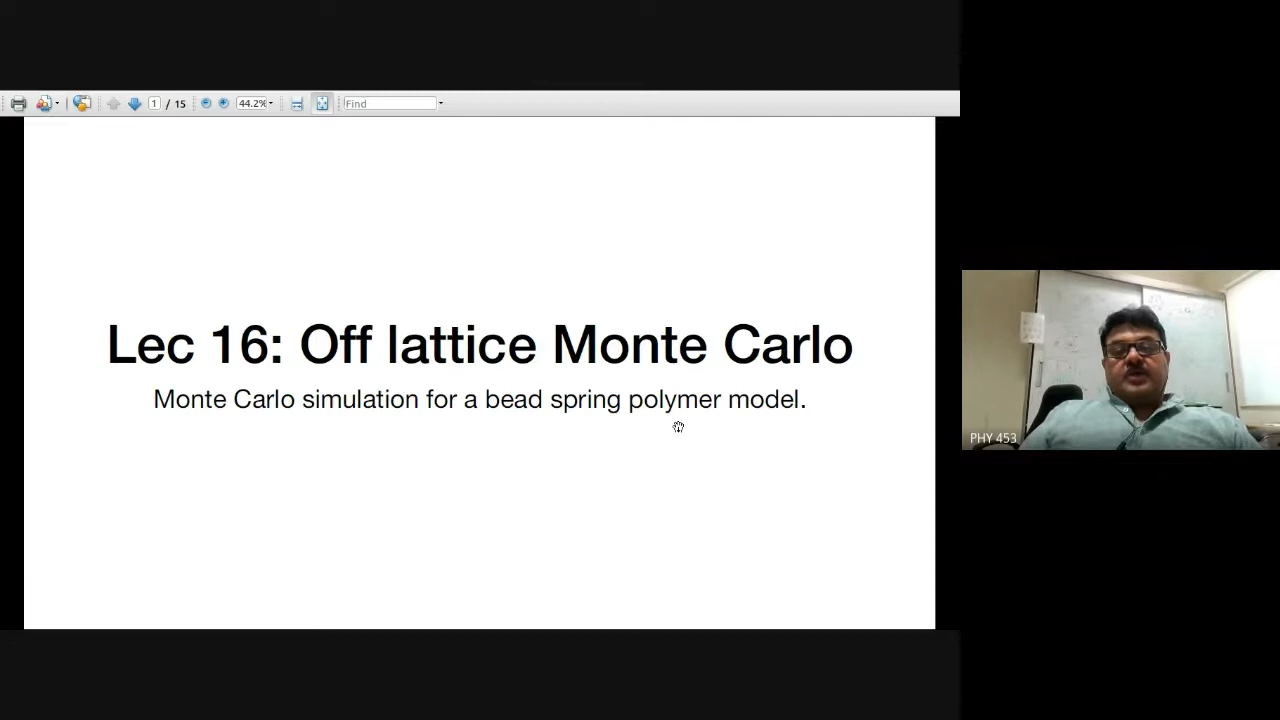 1 / 15 44.2% Find
Lec 16: Off lattice Monte Carlo
Monte Carlo simulation for a bead spring polymer model.
PHY 453